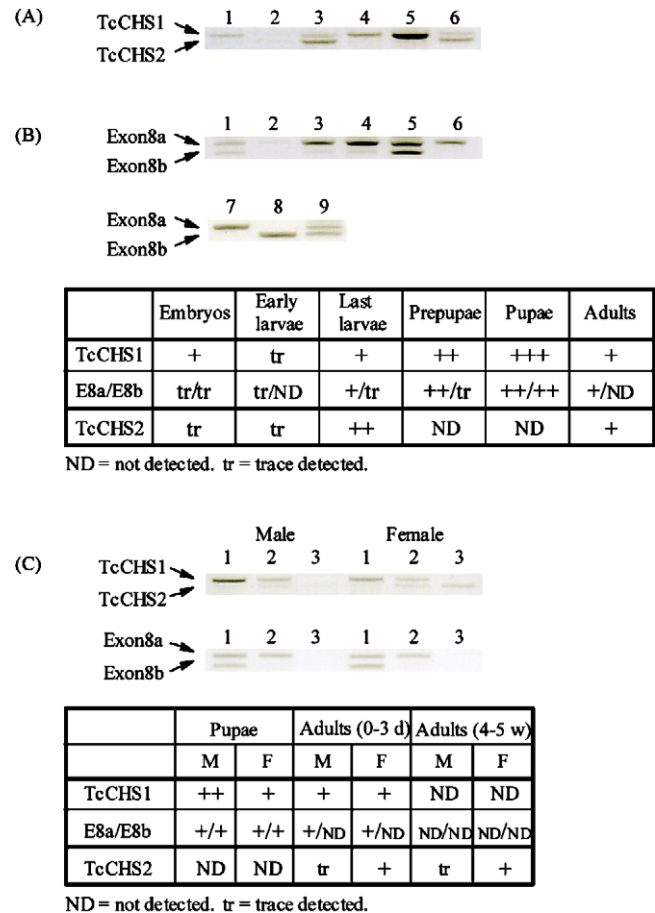 (A)
1 2 3 4 5 6
TcCHS1
TcCHS2
(B)
1 2 3 4 5 6
Exon8a
Exon8b
7 8 9
Exon8a
Exon8b
Embryos Early larvae Last larvae Prepupae Pupae Adults
TcCHS1 + tr + ++ +++ +
E8a/E8b tr/tr tr/ND +/tr ++/tr ++/++ +/ND
TcCHS2 tr tr ++ ND ND +
ND = not detected. tr = trace detected.
(C)
Male Female
1 2 3 1 2 3
TcCHS1
TcCHS2
1 2 3 1 2 3
Exon8a
Exon8b
Pupae Adults (0-3 d) Adults (4-5 w)
M F M F M F
TcCHS1 ++ + + + ND ND
E8a/E8b +/+ +/+ +/ND +/ND ND/ND ND/ND
TcCHS2 ND ND tr + tr +
ND = not detected. tr = trace detected.